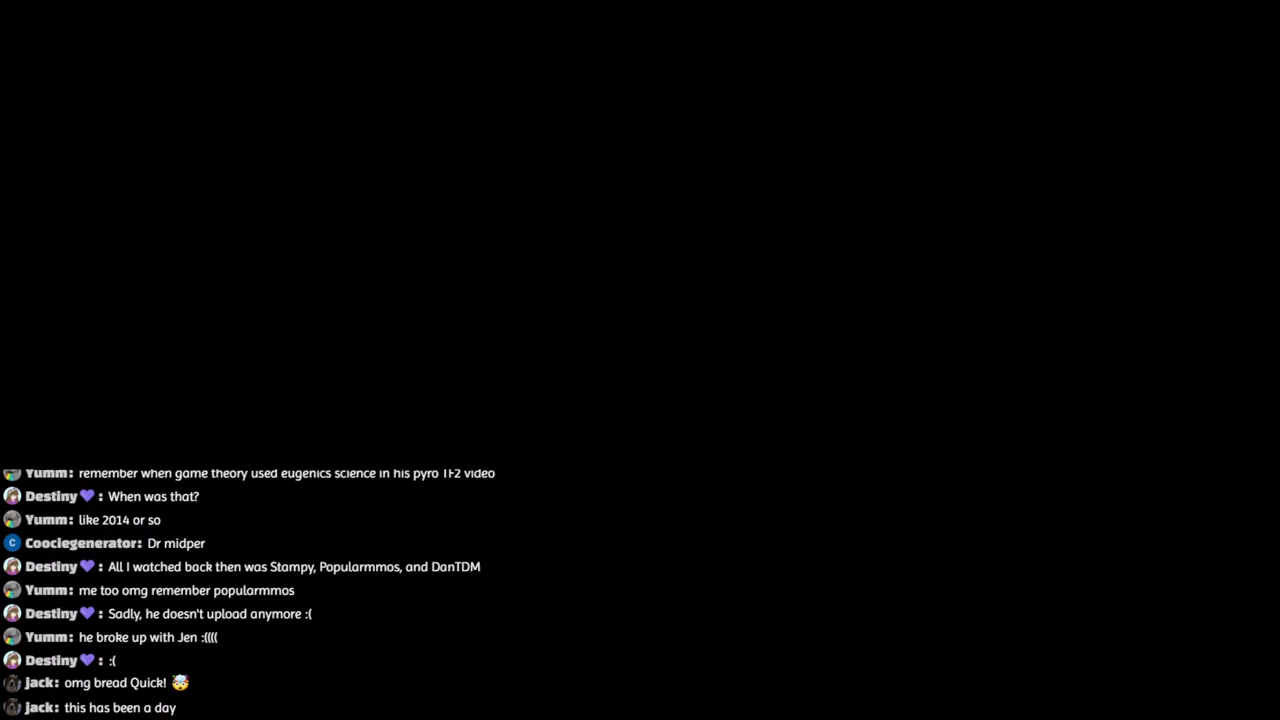 Yumm: remember when game theory used eugenics science in his pyro TF2 video
Destiny💜: When was that?
Yumm: like 2014 or so
C Coociegenerator: Dr midper
Destiny💜: All I watched back then was Stampy, Popularmmos, and DanTDM
Yumm: me too omg remember popularmmos
Destiny💜: Sadly, he doesn't upload anymore :(
Yumm: he broke up with Jen :((((
Destiny💜: :(
jack: omg bread Quick! 🤯
jack: this has been a day